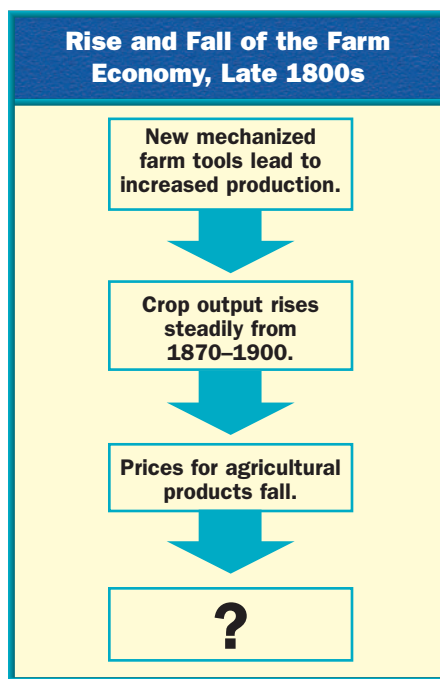 Rise and Fall of the Farm
Economy, Late 1800s
New mechanized
farm tools lead to
increased production.
Crop output rises
steadily from
1870–1900.
Prices for agricultural
products fall.
?